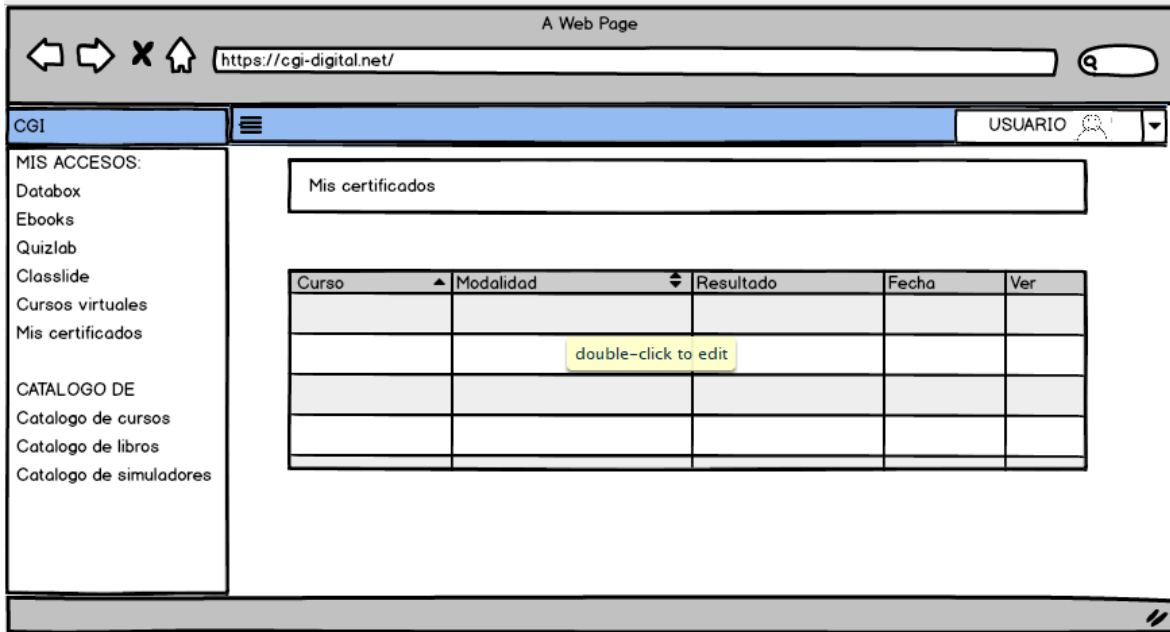 A Web Page
https://cgi-digital.net/
CGI
USUARIO
MIS ACCESOS:
Databox
Ebooks
Quizlab
Classlide
Cursos virtuales
Mis certificados
CATALOGO DE
Catalogo de cursos
Catalogo de libros
Catalogo de simuladores
Mis certificados
Curso Modalidad Resultado Fecha Ver
double-click to edit